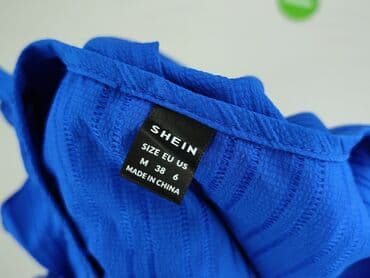 SHEIN
SIZE EU US
M 38 6
MADE IN CHINA